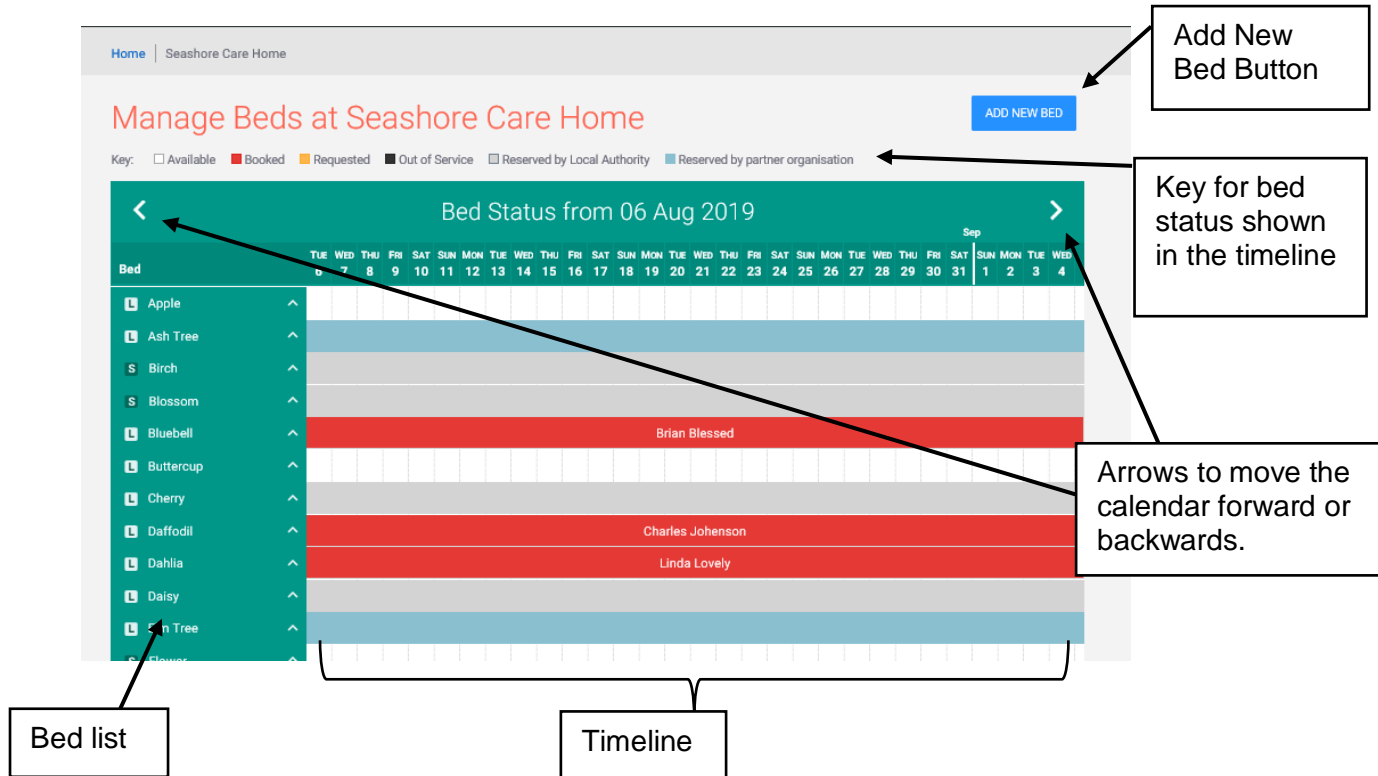 Home Seashore Care Home
Add New
Bed Button
Manage Beds at Seashore Care Home
ADD NEW BED
Key: Available Booked Requested Out of Service Reserved by Local Authority Reserved by partner organisation
Key for bed
status shown
in the timeline
Bed Status from 06 Aug 2019
Sep
TUE WED THU FRI SAT SUN MON TUE WED THU FRI SAT SUN MON TUE WED THU FRI SAT SUN MON TUE WED THU FRI SAT SUN MON TUE WED
Bed 6 7 8 9 10 11 12 13 14 15 16 17 18 19 20 21 22 23 24 25 26 27 28 29 30 31 1 2 3 4
L Apple
L Ash Tree
S Birch
S Blossom
L Bluebell Brian Blessed
L Buttercup
L Cherry
L Daffodil Charles Johenson
L Dahlia Linda Lovely
L Daisy
L Tree
S Flower
Arrows to move the
calendar forward or
backwards.
Bed list
Timeline